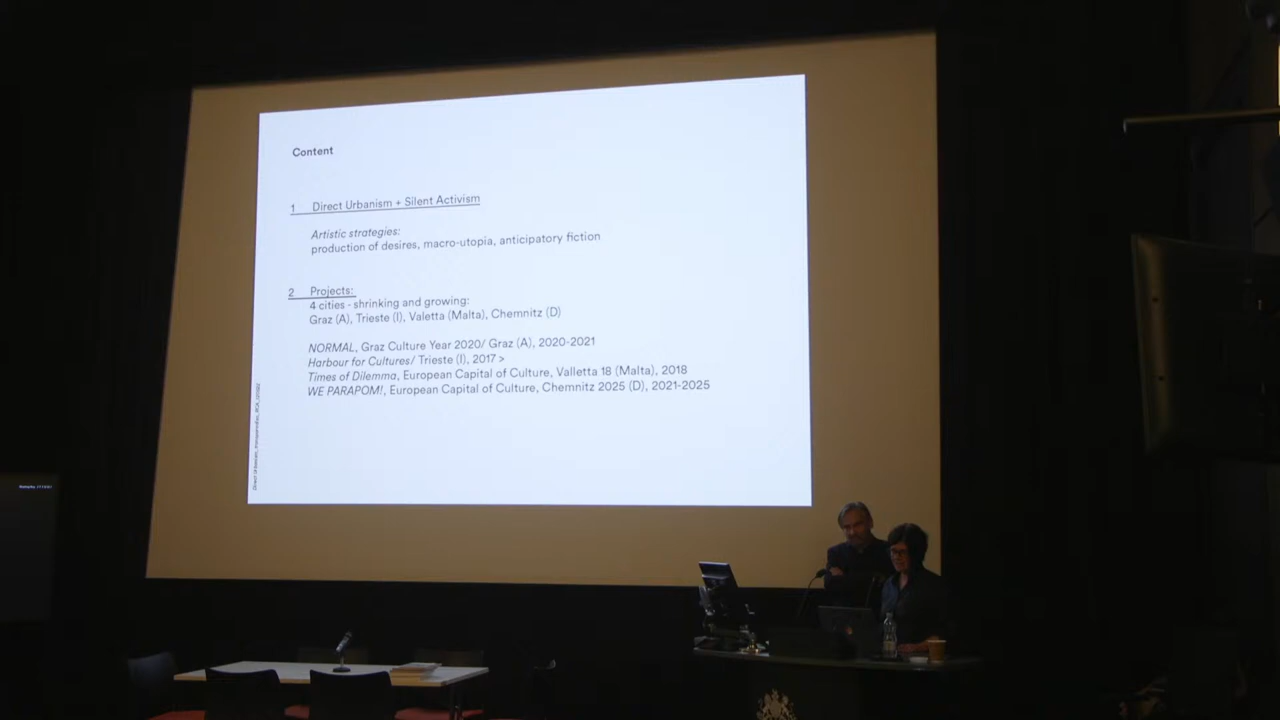 Content
1 Direct Urbanism + Silent Activism
Artistic strategies:
production of desires, macro-utopia, anticipatory fiction
2 Projects:
4 cities - shrinking and growing:
Graz (A), Trieste (I), Valetta (Malta), Chemnitz (D)
NORMAL, Graz Culture Year 2020/ Graz (A), 2020-2021
Harbour for Cultures/ Trieste (I), 2017 >
Times of Dilemma, European Capital of Culture, Valletta 18 (Malta), 2018
WE PARAPOM!, European Capital of Culture, Chemnitz 2025 (D), 2021-2025